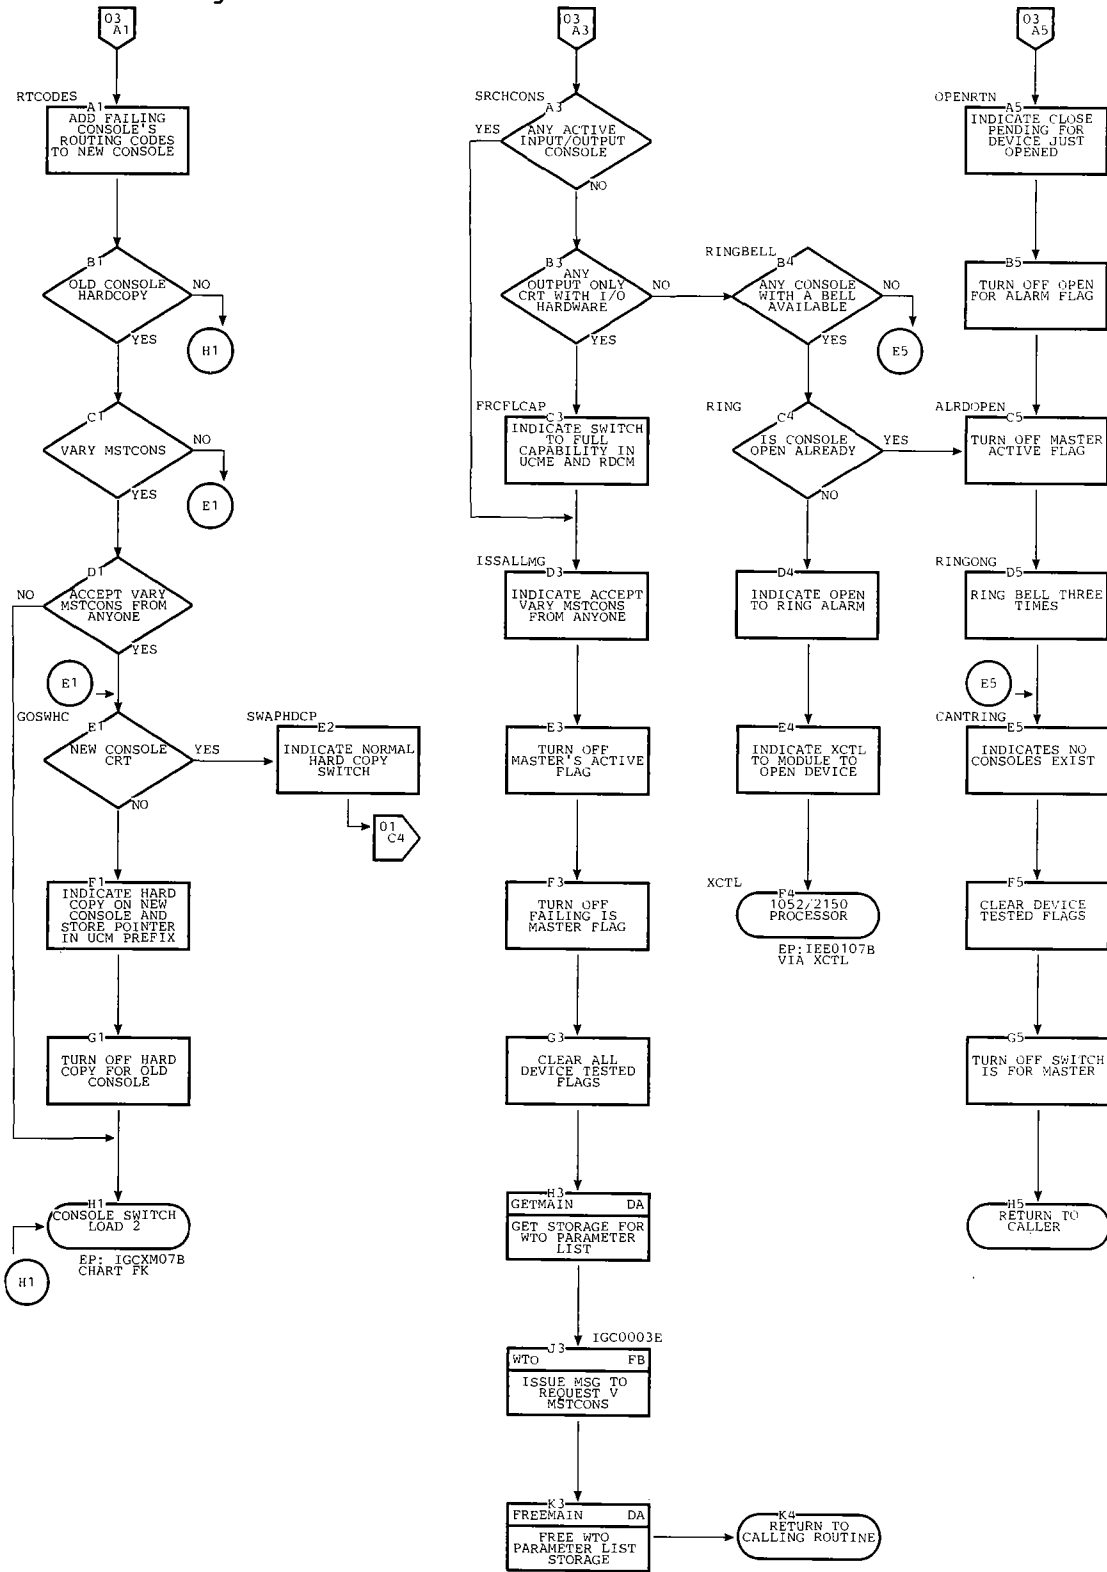 03
A1
RTCODES
A1
ADD FAILING
CONSOLE'S
ROUTING CODES
TO NEW CONSOLE
B1
OLD CONSOLE
HARDCOPY
NO
H1
YES
C1
VARY MSTCONS
NO
E1
YES
D1
NO
ACCEPT VARY
MSTCONS FROM
ANYONE
YES
E1
GOSWHC
E1
NEW CONSOLE
CRT
YES
NO
SWAPHDCP
E2
INDICATE NORMAL
HARD COPY
SWITCH
01
C4
F1
INDICATE HARD
COPY ON NEW
CONSOLE AND
STORE POINTER
IN UCM PREFIX
G1
TURN OFF HARD
COPY FOR OLD
CONSOLE
H1
CONSOLE SWITCH
LOAD 2
EP: IGCXM07B
CHART FK
H1
03
A3
SRCHCONS
A3
YES
ANY ACTIVE
INPUT/OUTPUT
CONSOLE
NO
B3
ANY
OUTPUT ONLY
CRT WITH I/O
HARDWARE
NO
YES
FRCFLCAP
C3
INDICATE SWITCH
TO FULL
CAPABILITY IN
UCME AND RDCM
ISSALLMG
D3
INDICATE ACCEPT
VARY MSTCONS
FROM ANYONE
E3
TURN OFF
MASTER'S ACTIVE
FLAG
F3
TURN OFF
FAILING IS
MASTER FLAG
G3
CLEAR ALL
DEVICE TESTED
FLAGS
H3
GETMAIN DA
GET STORAGE FOR
WTO PARAMETER
LIST
IGC0003E
J3
WTO FB
ISSUE MSG TO
REQUEST V
MSTCONS
K3
FREEMAIN DA
FREE WTO
PARAMETER LIST
STORAGE
K4
RETURN TO
CALLING ROUTINE
RINGBELL
B4
ANY CONSOLE
WITH A BELL
AVAILABLE
NO
E5
YES
RING
C4
IS CONSOLE
OPEN ALREADY
YES
NO
D4
INDICATE OPEN
TO RING ALARM
E4
INDICATE XCTL
TO MODULE TO
OPEN DEVICE
XCTL
F4
1052/2150
PROCESSOR
EP:IEE0107B
VIA XCTL
03
A5
OPENRTN
A5
INDICATE CLOSE
PENDING FOR
DEVICE JUST
OPENED
B5
TURN OFF OPEN
FOR ALARM FLAG
ALRDOPEN
C5
TURN OFF MASTER
ACTIVE FLAG
RINGONG
D5
RING BELL THREE
TIMES
E5
CANTRING
E5
INDICATES NO
CONSOLES EXIST
F5
CLEAR DEVICE
TESTED FLAGS
G5
TURN OFF SWITCH
IS FOR MASTER
H5
RETURN TO
CALLER